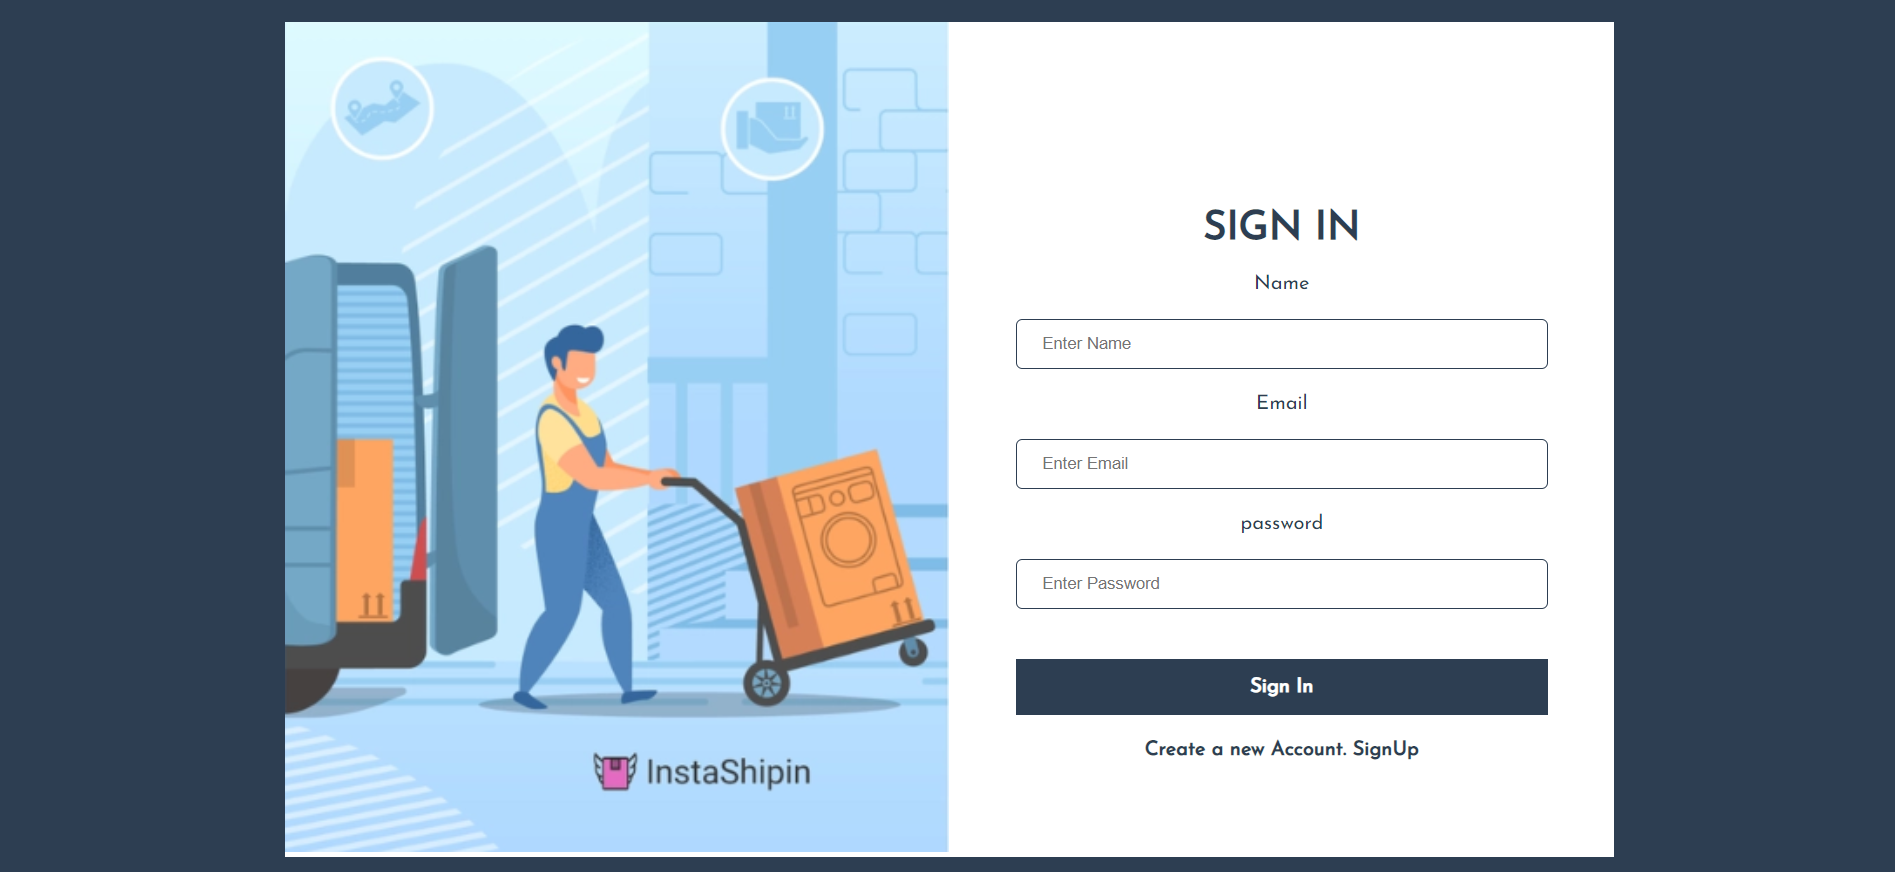 SIGN IN
Name
Enter Name
Email
Enter Email
password
Enter Password
Sign In
Create a new Account. SignUp
InstaShipin